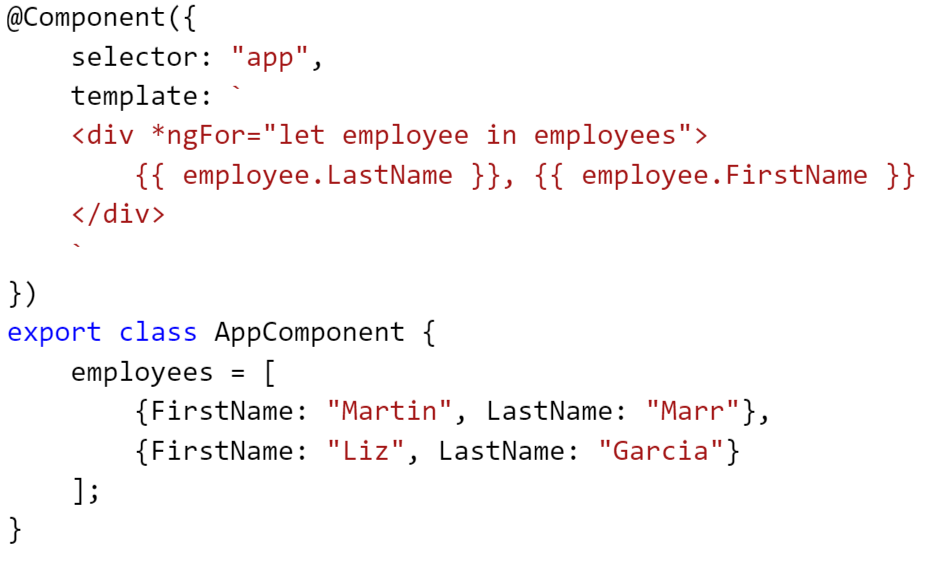 @Component({
    selector: "app",
    template: `
    <div *ngFor="let employee in employees">
        {{ employee.LastName }}, {{ employee.FirstName }}
    </div>
    `
})
export class AppComponent {
    employees = [
        {FirstName: "Martin", LastName: "Marr"},
        {FirstName: "Liz", LastName: "Garcia"}
    ];
}